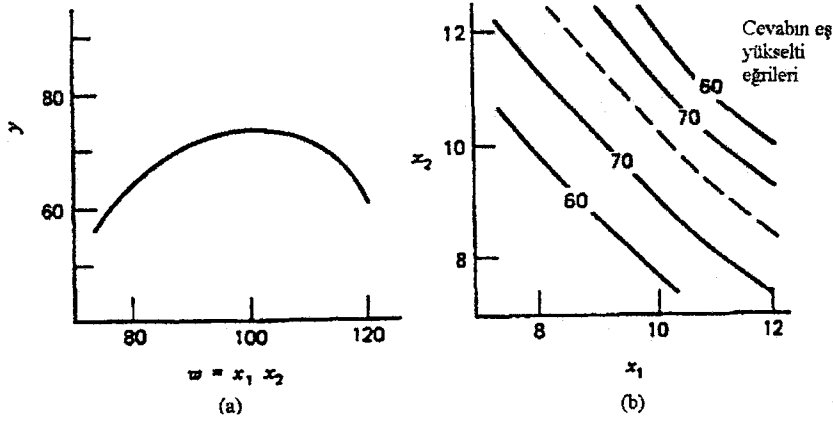 y
80
60
80
100
120
w = x₁ x₂
(a)
Cevabın eş
yükselti
eğrileri
x₂
12
10
8
60
70
70
60
8
10
12
x₁
(b)